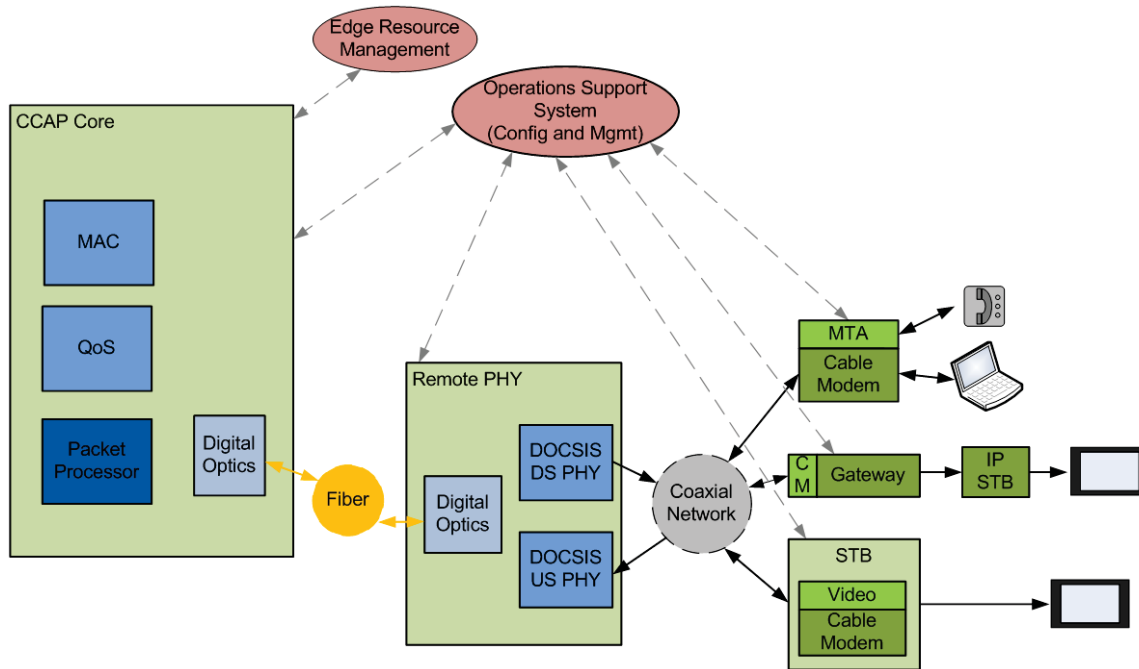 Edge Resource
Management
Operations Support
System
(Config and Mgmt)
CCAP Core
MAC
QoS
Packet
Processor
Digital
Optics
Fiber
Remote PHY
Digital
Optics
DOCSIS
DS PHY
DOCSIS
US PHY
Coaxial
Network
MTA
Cable
Modem
C
M
Gateway
IP
STB
STB
Video
Cable
Modem